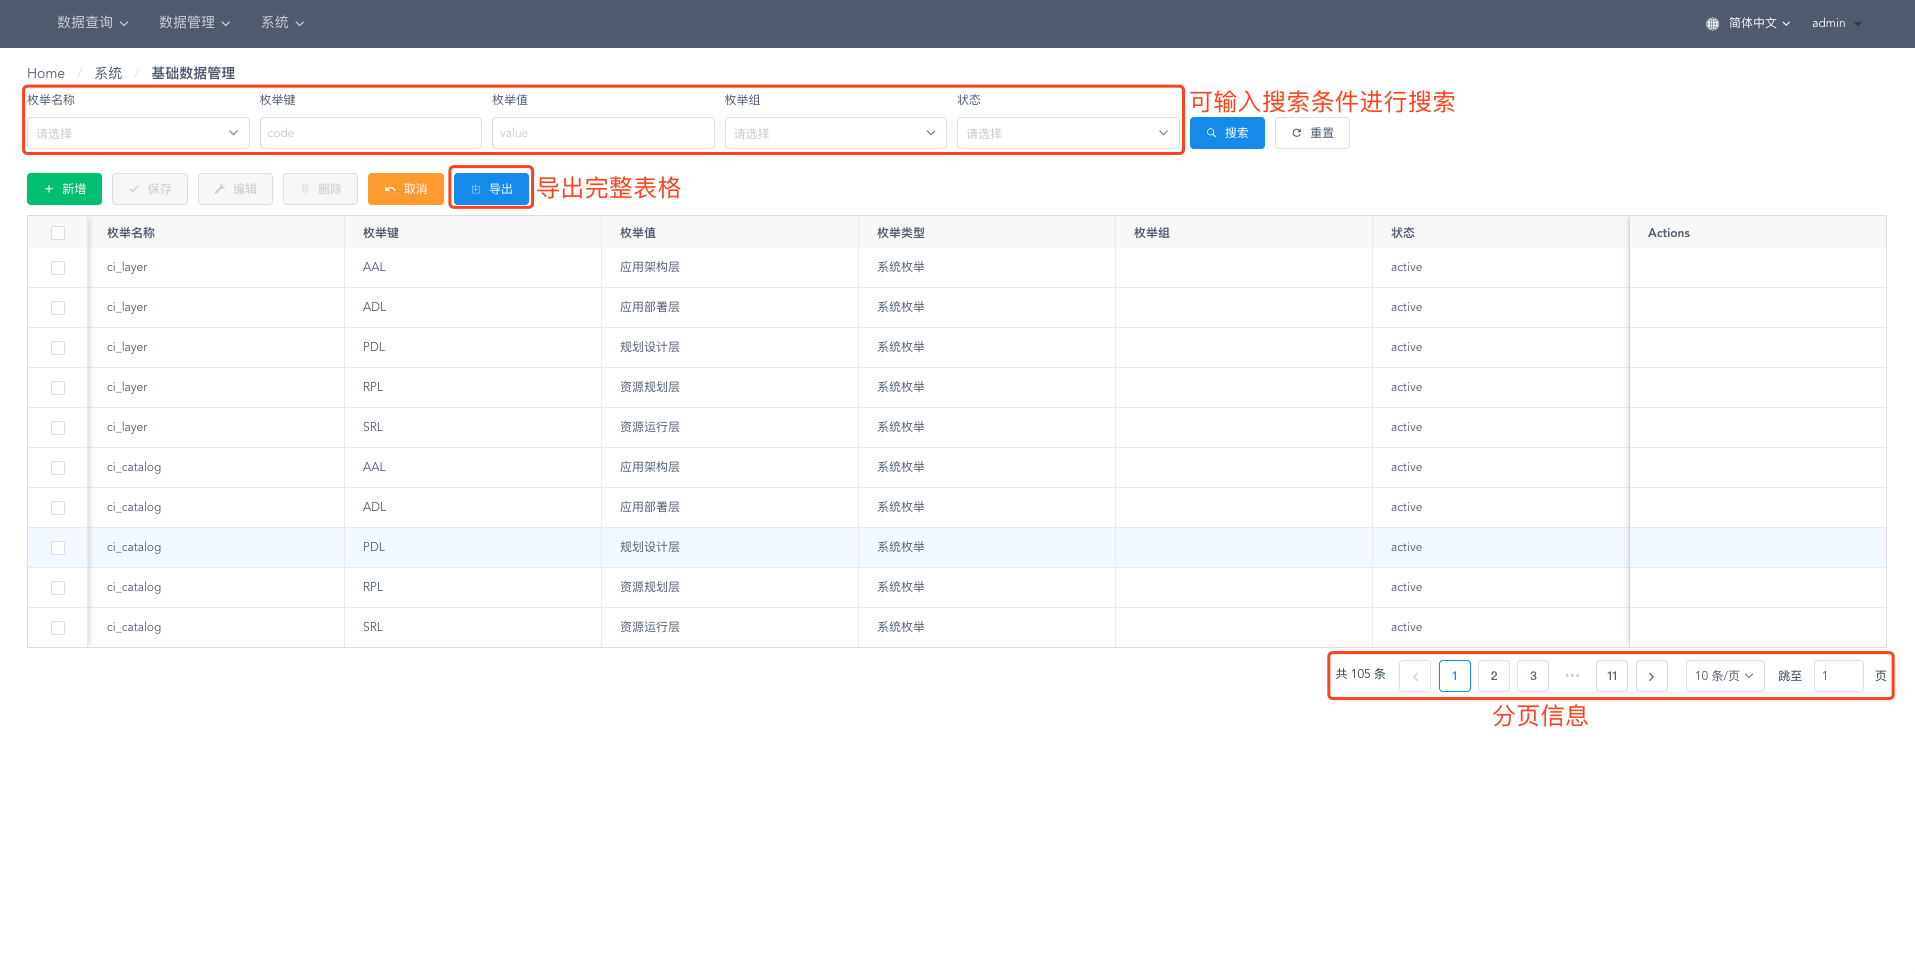 数据查询 数据管理 系统 简体中文 admin
Home / 系统 / 基础数据管理
枚举名称 枚举键 枚举值 枚举组 状态 可输入搜索条件进行搜索
请选择 code value 请选择 请选择 搜索 重置
新增 保存 编辑 删除 取消 导出 导出完整表格
枚举名称 枚举键 枚举值 枚举类型 枚举组 状态 Actions
ci_layer AAL 应用架构层 系统枚举 active
ci_layer ADL 应用部署层 系统枚举 active
ci_layer PDL 规划设计层 系统枚举 active
ci_layer RPL 资源规划层 系统枚举 active
ci_layer SRL 资源运行层 系统枚举 active
ci_catalog AAL 应用架构层 系统枚举 active
ci_catalog ADL 应用部署层 系统枚举 active
ci_catalog PDL 规划设计层 系统枚举 active
ci_catalog RPL 资源规划层 系统枚举 active
ci_catalog SRL 资源运行层 系统枚举 active
共 105 条 1 2 3 ••• 11 10 条/页 跳至 1 页
分页信息